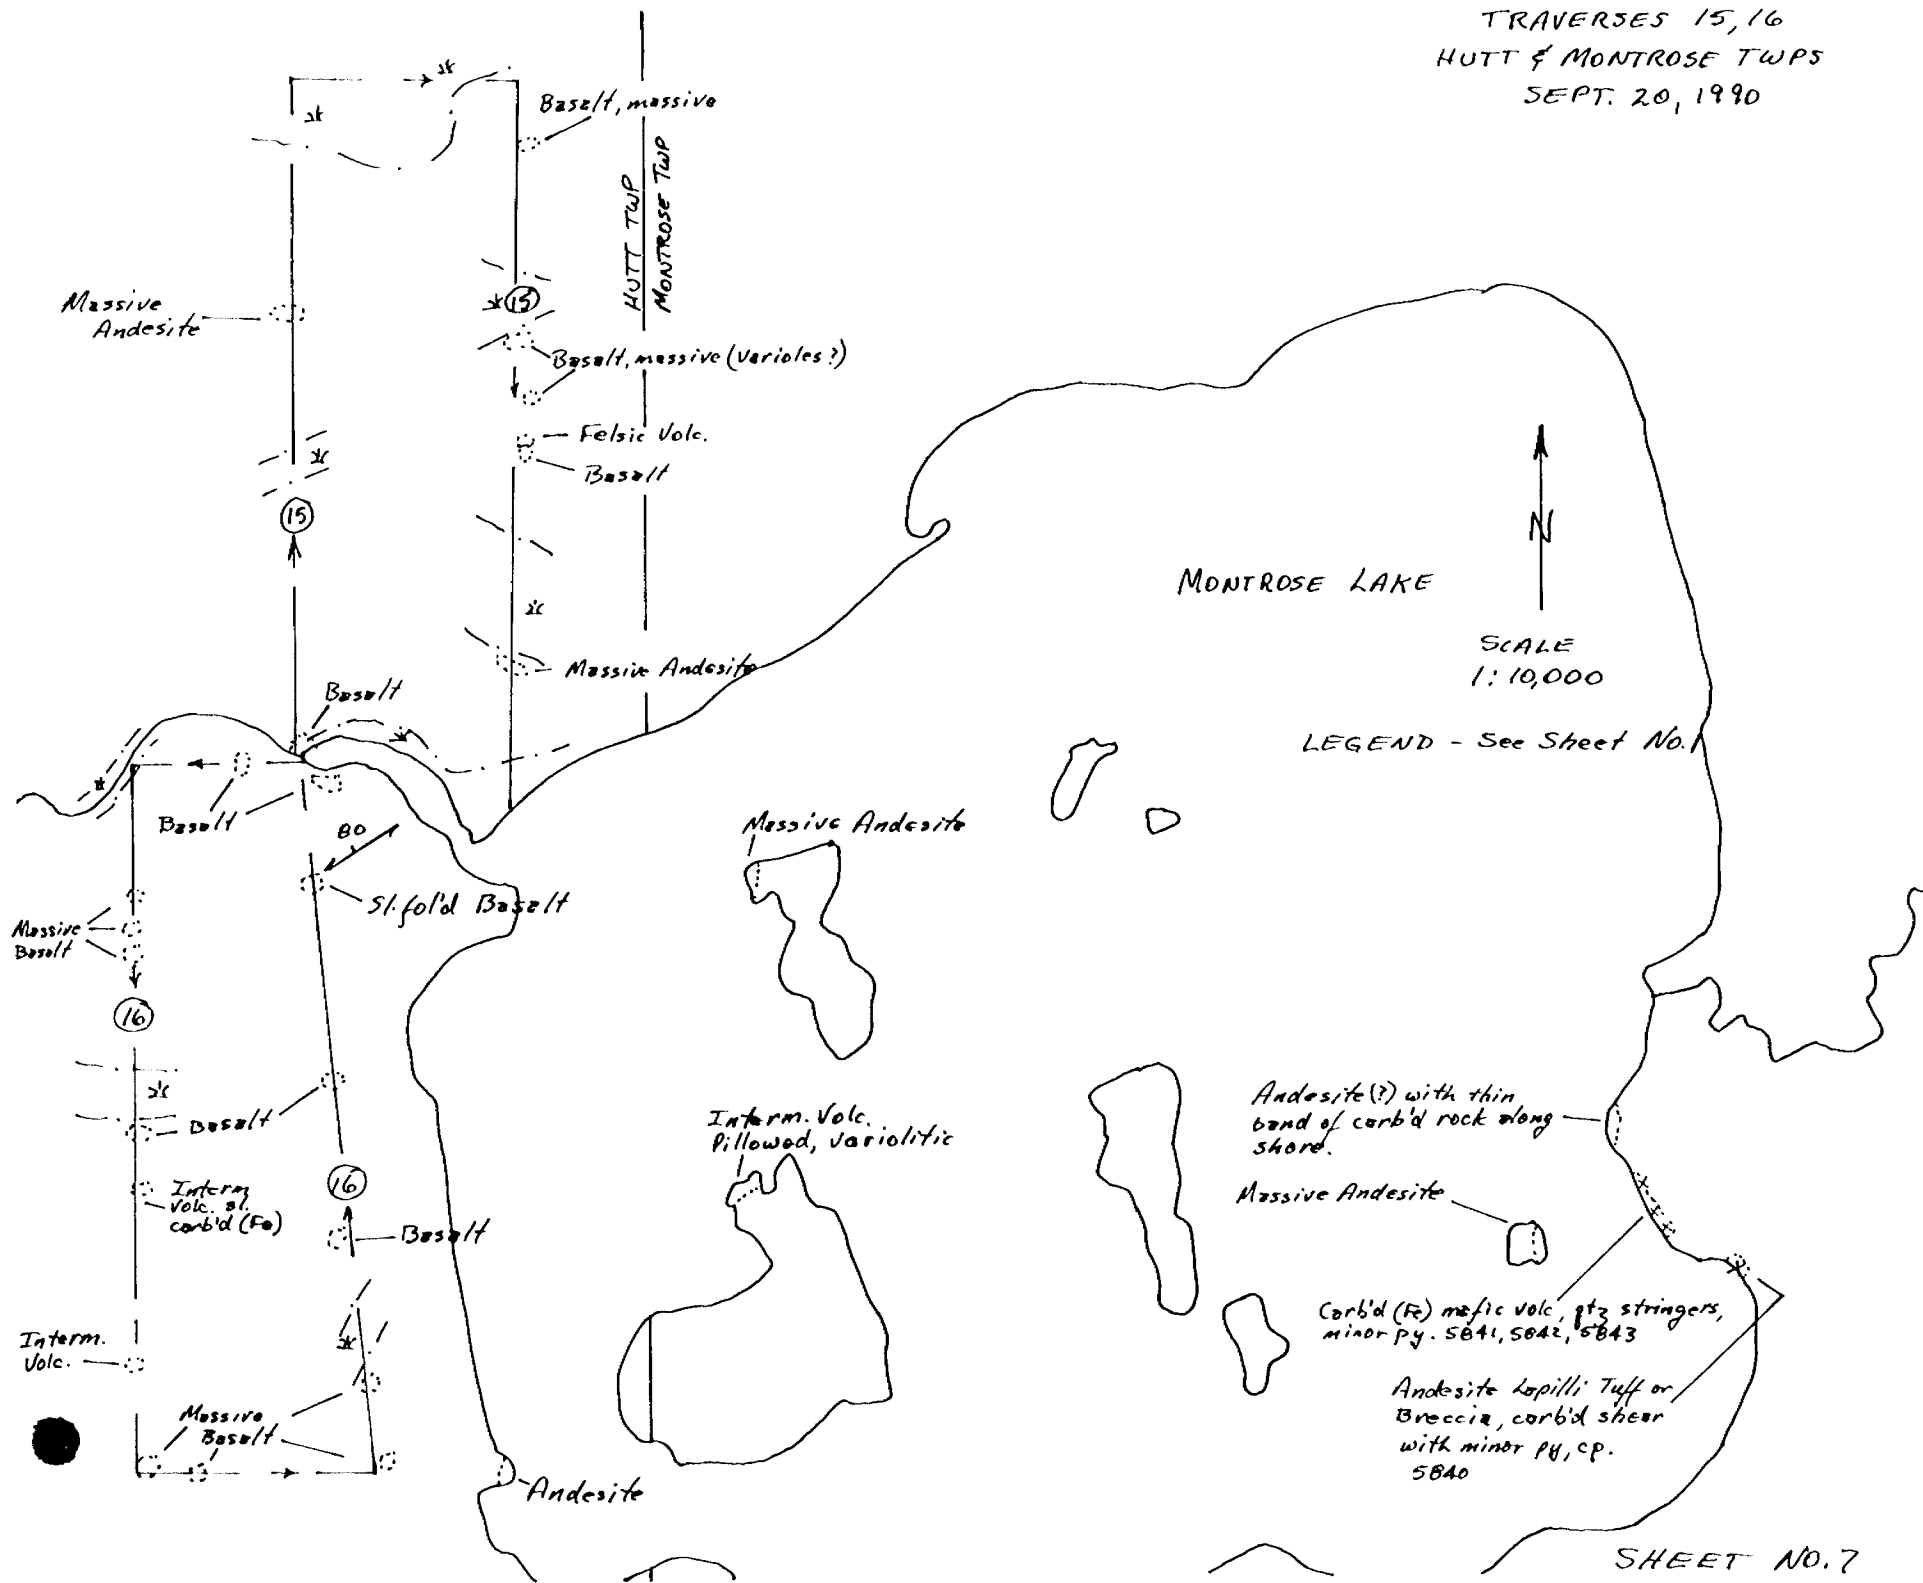 TRAVERSES 15, 16
HUTT & MONTROSE TWPS
SEPT. 20, 1990
Basalt, massive
HUTT TWP
MONTROSE TWP
Massive
Andesite
15
Basalt, massive (varioles?)
Felsic Volc.
Basalt
15
N
MONTROSE LAKE
SCALE
1:10,000
Massive Andesite
Basalt
LEGEND - See Sheet No. 1
Basalt
80
Massive Andesite
Sl. fol'd Basalt
Massive
Basalt
16
Basalt
Interm. Volc.
Pillowed, variolitic
Andesite(?) with thin
band of carb'd rock along
shore.
Interm
Volc. sl.
carb'd (Fe)
16
Massive Andesite
Basalt
Carb'd (Fe) mafic volc, qtz stringers,
minor py. 5841, 5842, 5843
Interm.
Volc.
Andesite Lapilli Tuff or
Breccia, carb'd shear
with minor py, cp.
5840
Massive
Basalt
Andesite
SHEET NO. 7